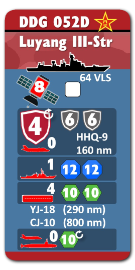 DDG 052D
Luyang III-Str
64 VLS
8
4 6 6
HHQ-9
0 160 nm
1 12 12
4 10 10
YJ-18 (290 nm)
CJ-10 (800 nm)
0 10